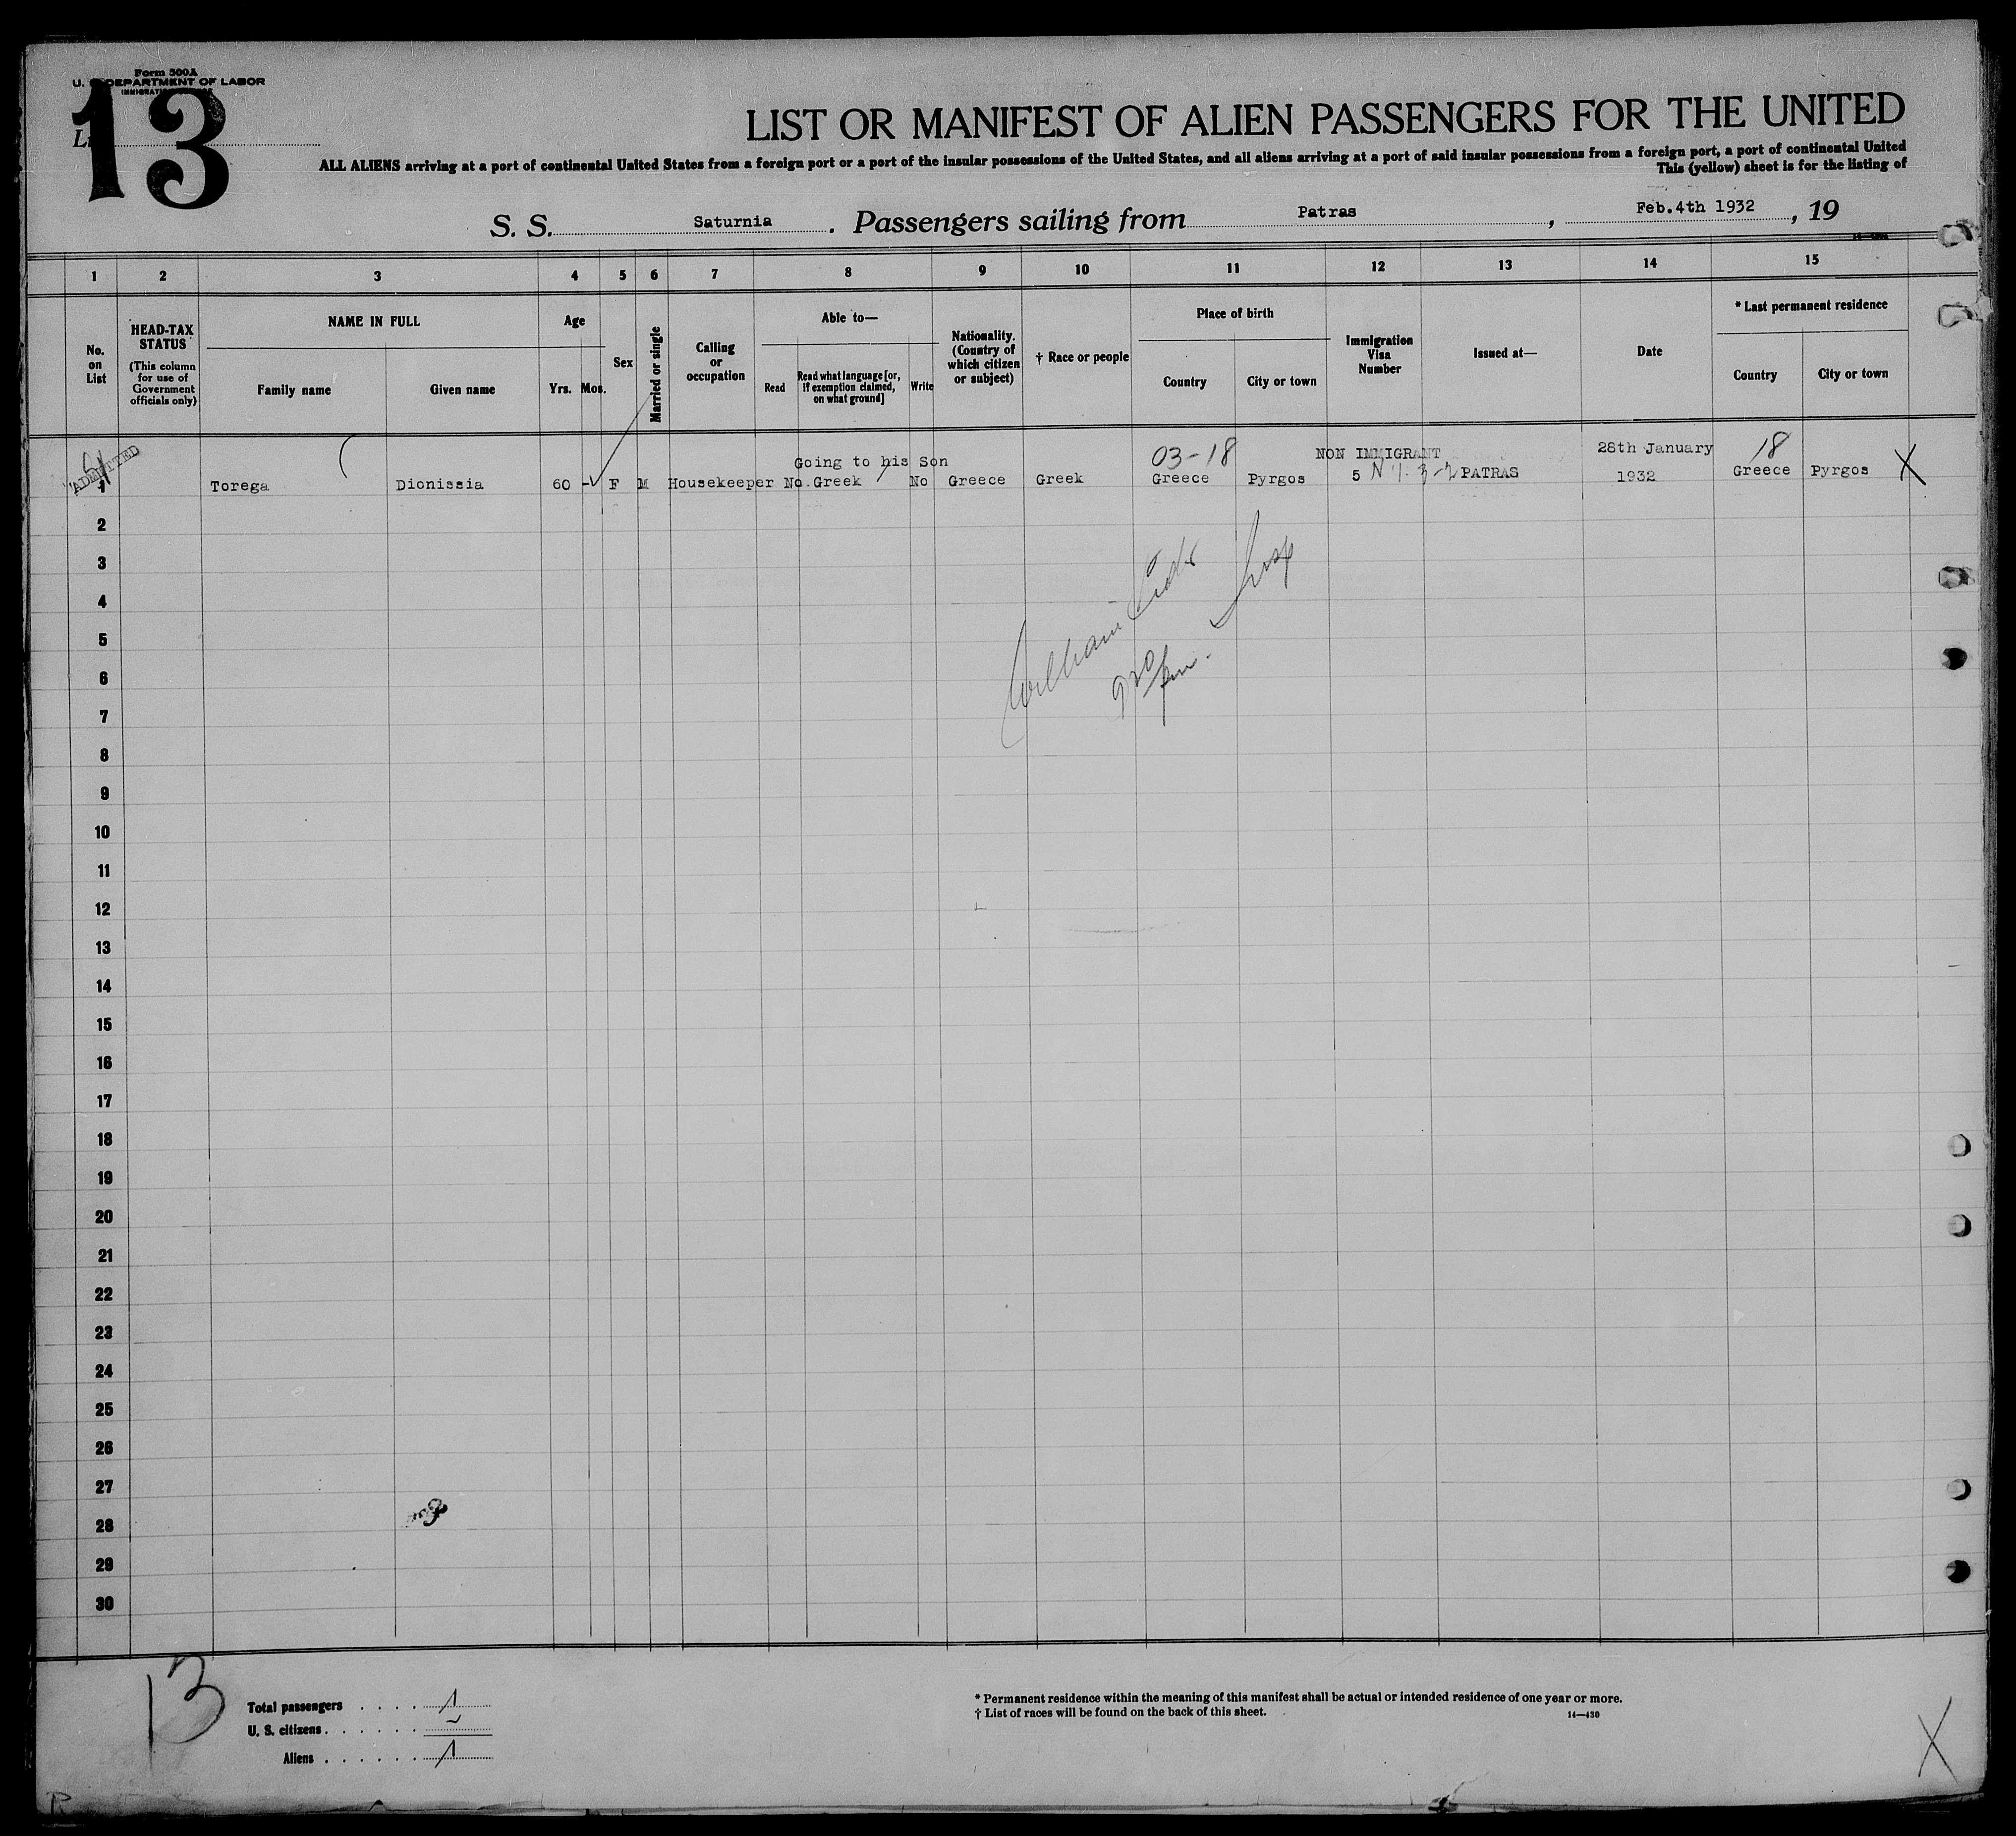 Form 500A
U. S. DEPARTMENT OF LABOR
13
LIST OR MANIFEST OF ALIEN PASSENGERS FOR THE UNITED
ALL ALIENS arriving at a port of continental United States from a foreign port or a port of the insular possessions of the United States, and all aliens arriving at a port of said insular possessions from a foreign port, a port of continental United
This (yellow) sheet is for the listing of
S. S. Saturnia . Passengers sailing from Patras , Feb.4th 1932 , 19
1 2 3 4 5 6 7 8 9 10 11 12 13 14 15
No. on List
HEAD-TAX STATUS
(This column for use of Government officials only)
NAME IN FULL
Family name
Given name
Age
Yrs. Mos.
Sex
Married or single
Calling or occupation
Able to—
Read
Read what language [or, if exemption claimed, on what ground]
Write
Nationality. (Country of which citizen or subject)
† Race or people
Place of birth
Country
City or town
Immigration Visa Number
Issued at—
Date
* Last permanent residence
Country
City or town
ADMITTED
Going to his Son 03-18 NON IMMIGRANT 28th January 18
1 Torega Dionissia 60 - F M Housekeeper No Greek No Greece Greek Greece Pyrgos 5 PATRAS 1932 Greece Pyrgos X
2
3
4
5
6
7
8
9
10
11
12
13
14
15
16
17
18
19
20
21
22
23
24
25
26
27
28
29
30
13
Total passengers . . . . . 1
U. S. citizens . . . . . . -
Aliens . . . . . . 1
* Permanent residence within the meaning of this manifest shall be actual or intended residence of one year or more.
† List of races will be found on the back of this sheet.
14—430
X